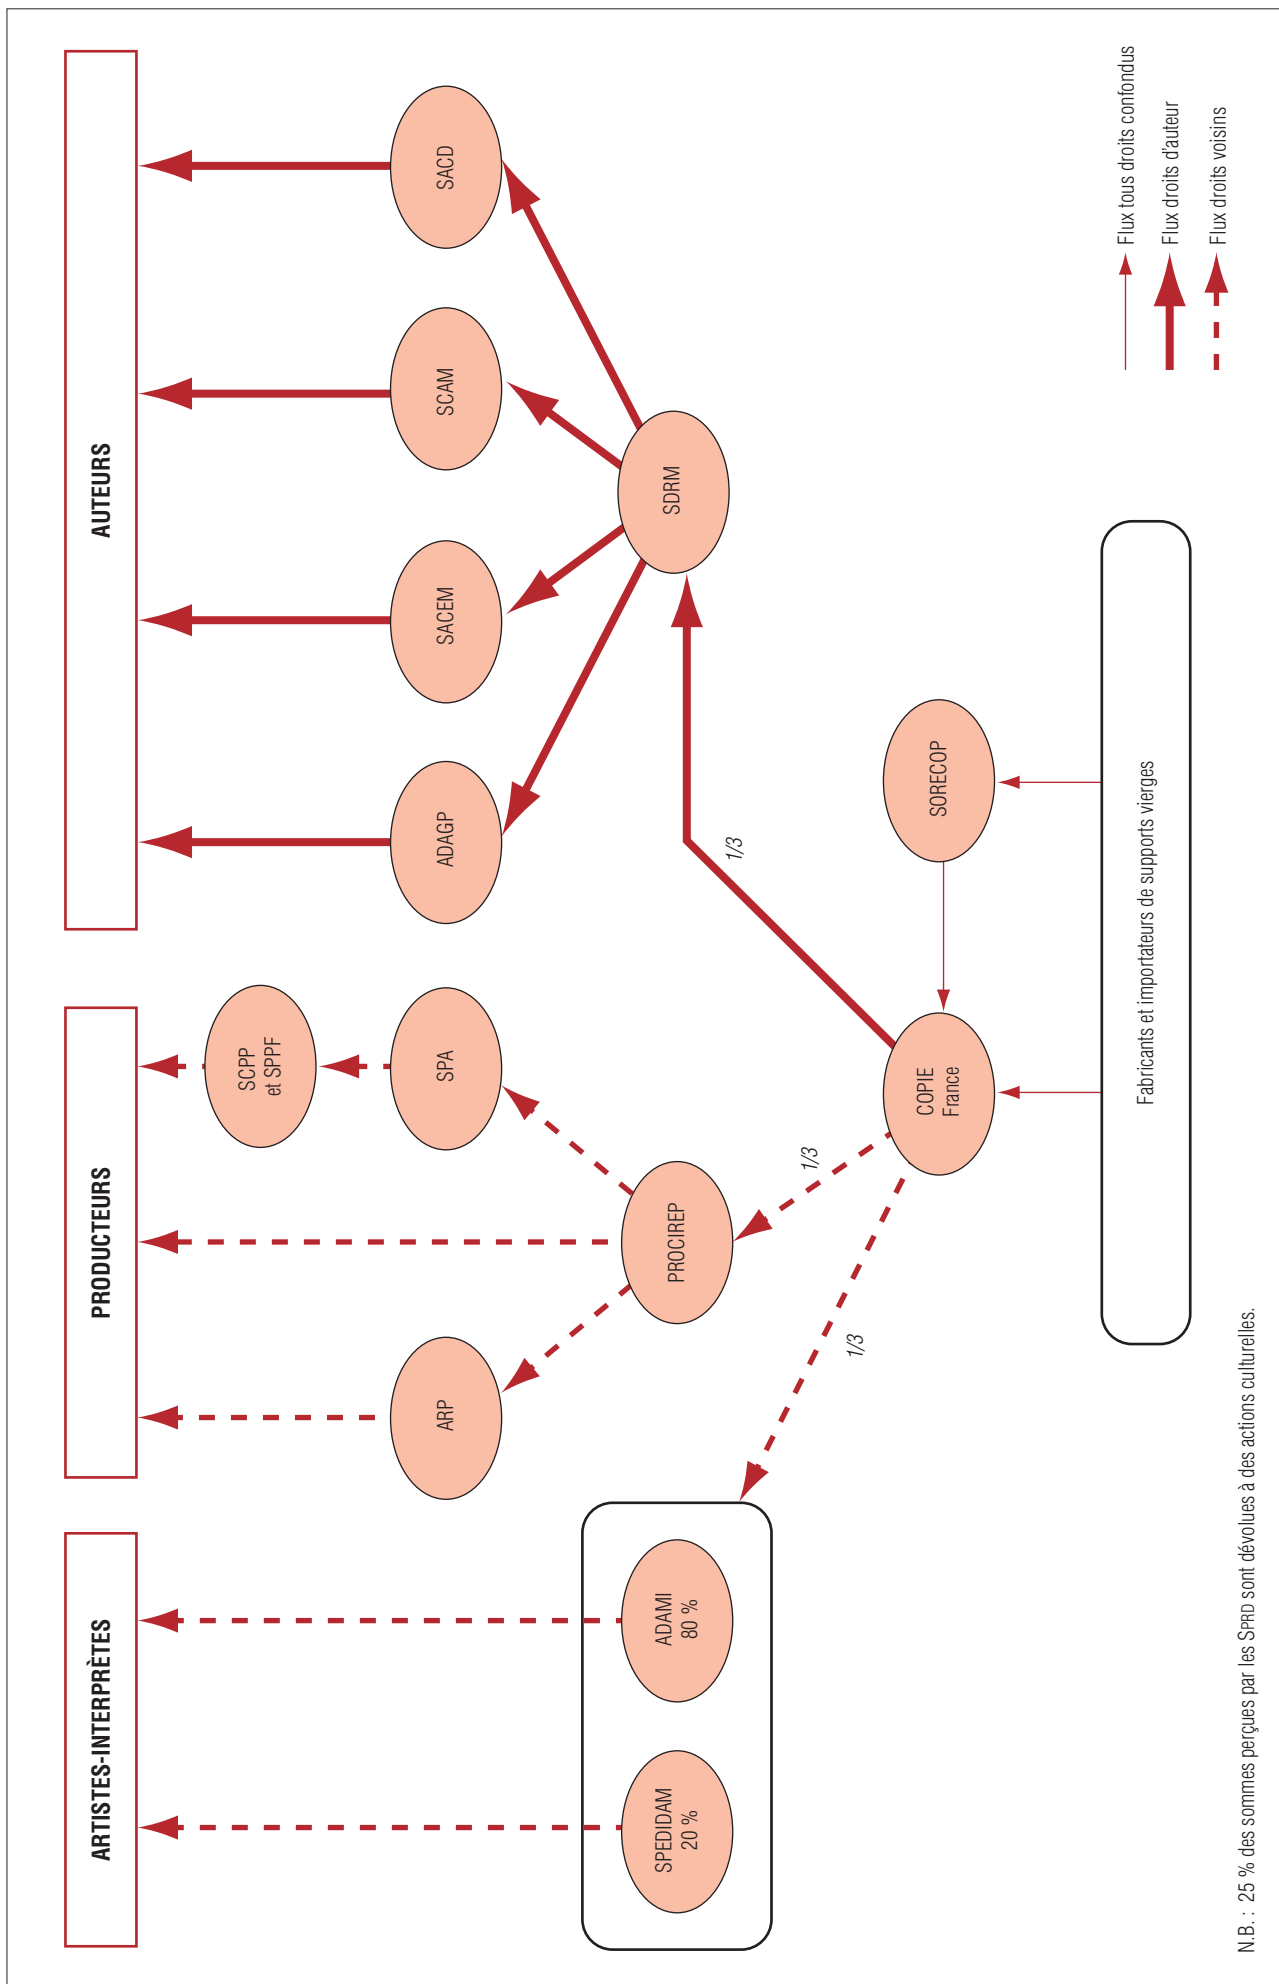 ARTISTES-INTERPRÈTES
PRODUCTEURS
AUTEURS
SCPP
et SPPF
ARP
SPA
ADAGP
SACEM
SCAM
SACD
SPEDIDAM
20 %
ADAMI
80 %
PROCIREP
SDRM
1/3
1/3
1/3
COPIE
France
SORECOP
Fabricants et importateurs de supports vierges
Flux tous droits confondus
Flux droits d'auteur
Flux droits voisins
N.B. : 25 % des sommes perçues par les SPRD sont dévolues à des actions culturelles.